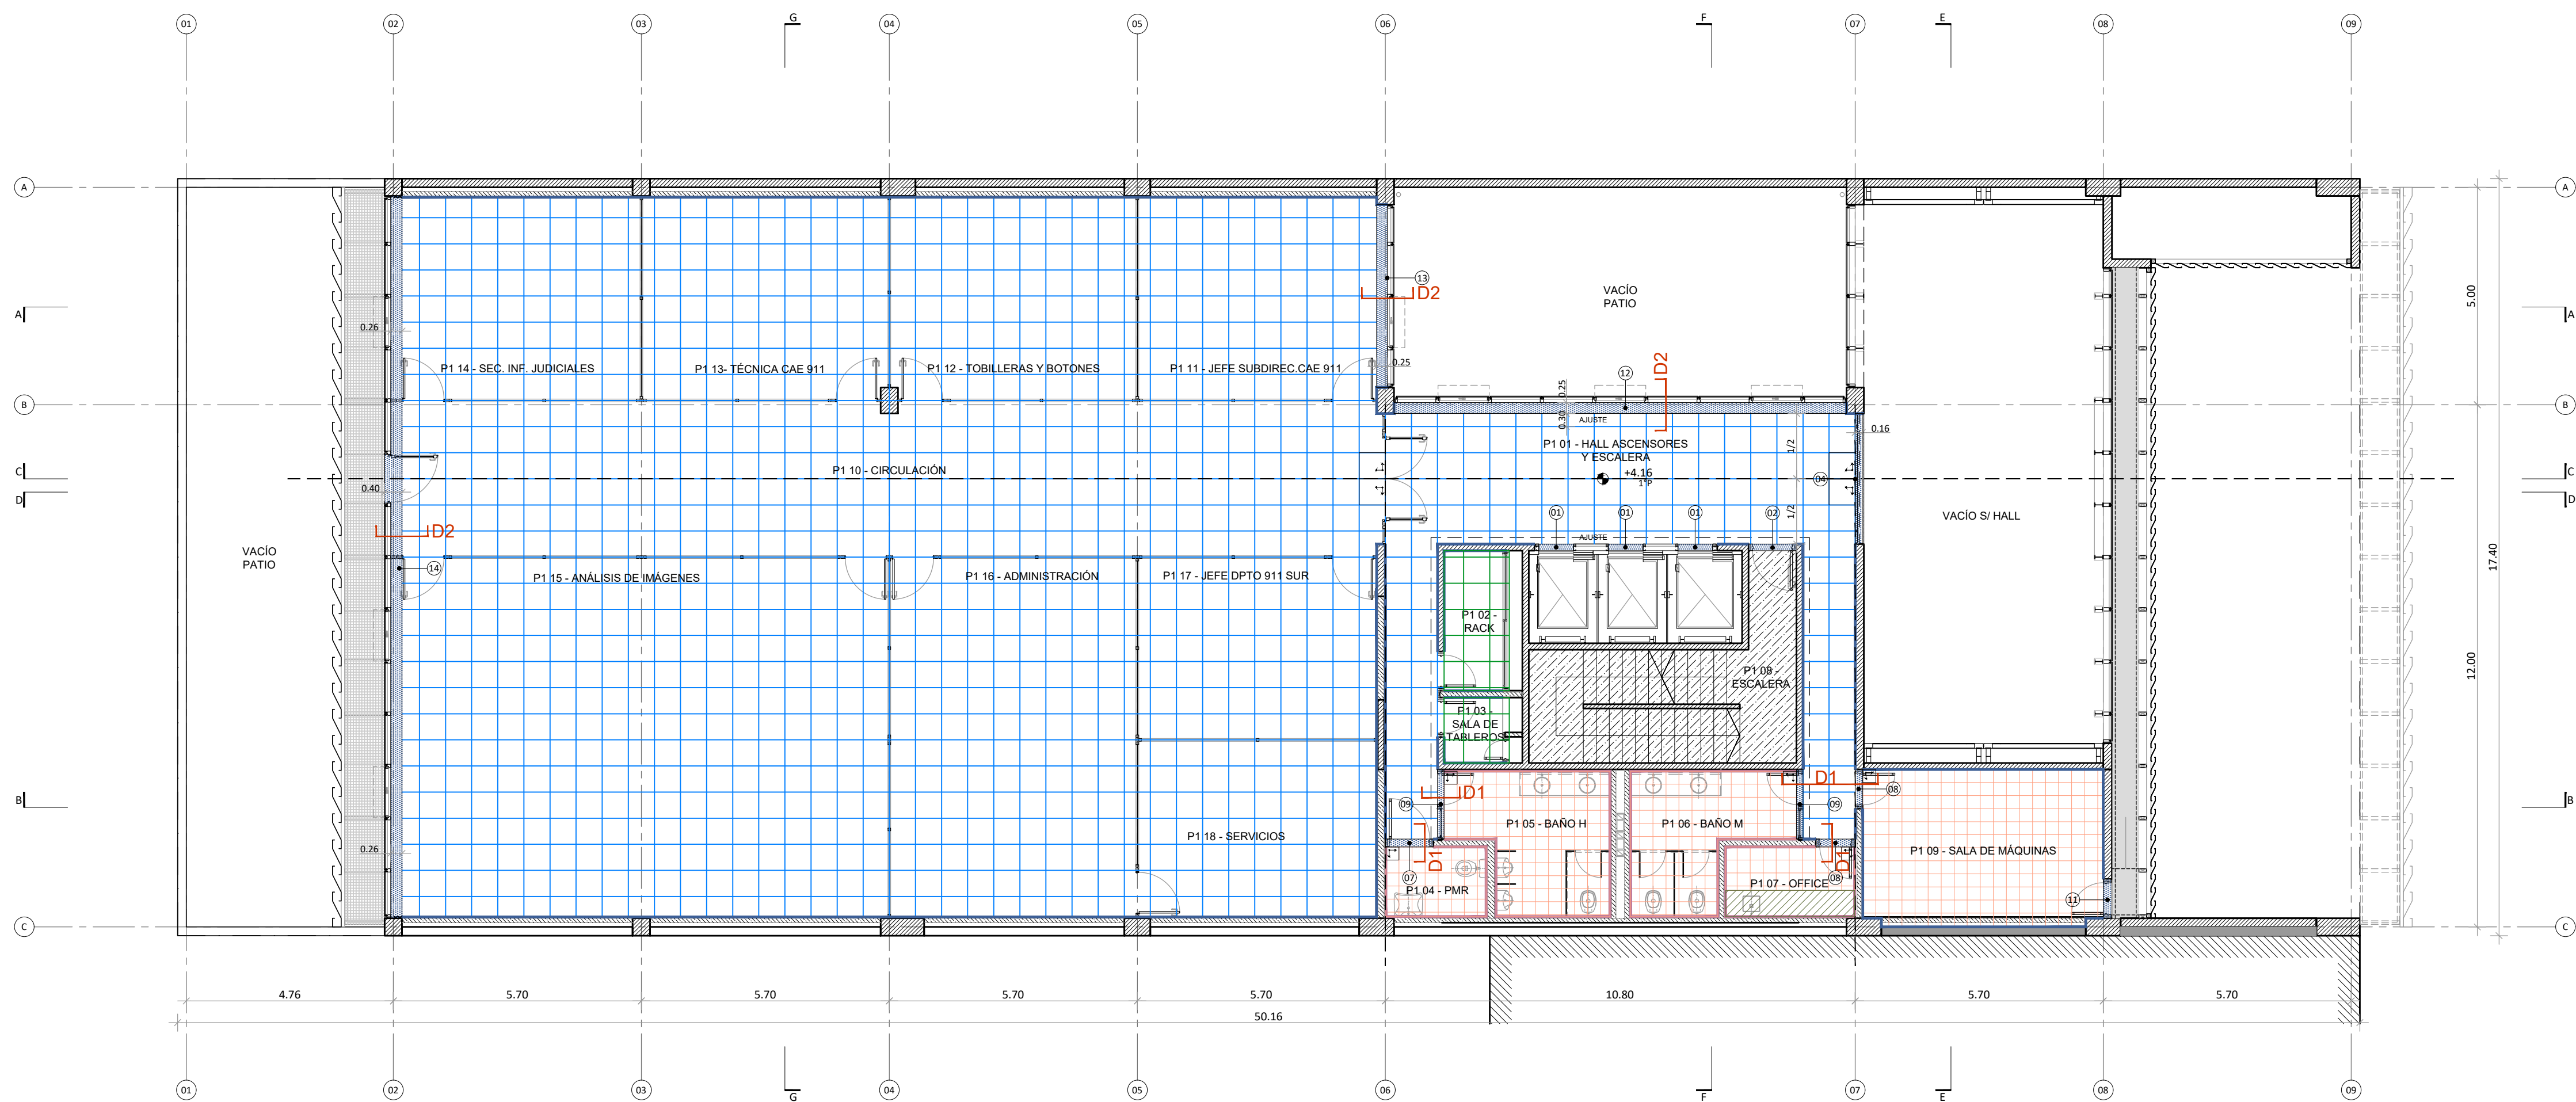 01
02
03
G
04
05
06
F
07
E
08
09
A
A
5.00
17.40
13
D2
VACÍO
PATIO
A
A
0.26
D2
0.25
P1 14 - SEC. INF. JUDICIALES
P1 13- TÉCNICA CAE 911
P1 12 - TOBILLERAS Y BOTONES
P1 11 - JEFE SUBDIREC.CAE 911
12
0.25
0.30
AJUSTE
B
B
0.16
P1 01 - HALL ASCENSORES
Y ESCALERA
1/2
P1 10 - CIRCULACIÓN
+4.16
1°P
04
C
C
0.40
D
D
01
01
01
02
1/2
VACÍO S/ HALL
D2
AJUSTE
VACÍO
PATIO
14
P1 15 - ANÁLISIS DE IMÁGENES
P1 16 - ADMINISTRACIÓN
P1 17 - JEFE DPTO 911 SUR
P1 02 -
RACK
P1 08 -
ESCALERA
12.00
P1 03 -
SALA DE
TABLEROS
D1
D1
08
B
B
09
09
P1 18 - SERVICIOS
P1 05 - BAÑO H
P1 06 - BAÑO M
0.26
P1 09 - SALA DE MÁQUINAS
D1
D1
07
08
P1 04 - PMR
P1 07 - OFFICE
11
C
C
4.76
5.70
5.70
5.70
5.70
10.80
5.70
5.70
50.16
01
02
03
G
04
05
06
F
07
E
08
09